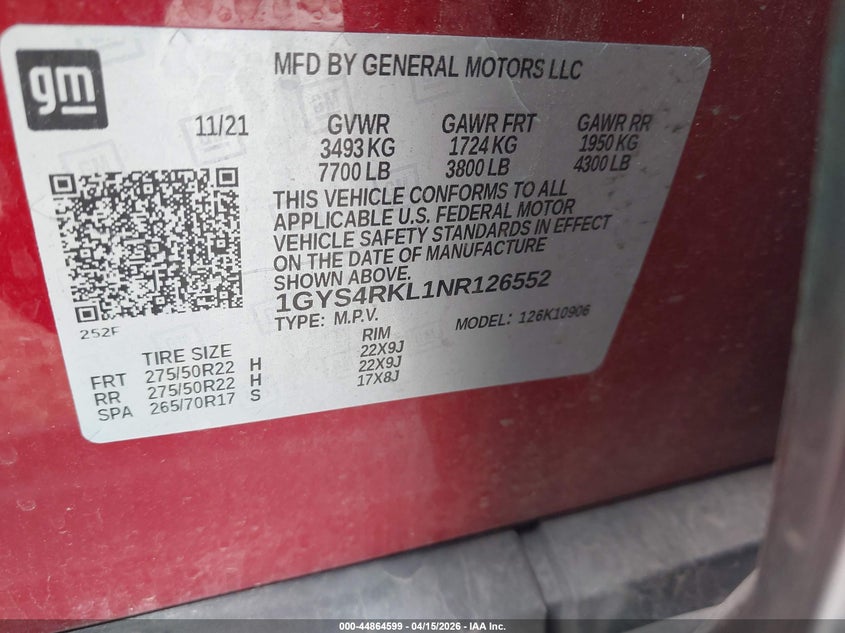 gm
MFD BY GENERAL MOTORS LLC
11/21
GVWR GAWR FRT GAWR RR
3493 KG 1724 KG 1950 KG
7700 LB 3800 LB 4300 LB
THIS VEHICLE CONFORMS TO ALL
APPLICABLE U.S. FEDERAL MOTOR
VEHICLE SAFETY STANDARDS IN EFFECT
ON THE DATE OF MANUFACTURE
SHOWN ABOVE.
1GYS4RKL1NR126552
TYPE: M.P.V. MODEL: 126K10906
252F
TIRE SIZE RIM
FRT 275/50R22 H 22X9J
RR 275/50R22 H 22X9J
SPA 265/70R17 S 17X8J
000-44864599 - 04/15/2026 - IAA Inc.